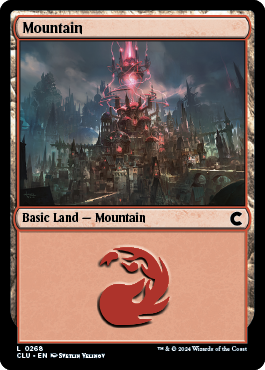 Mountain
Basic Land — Mountain
L 0268
CLU • EN Svetlin Velinov
™ & © 2024 Wizards of the Coast